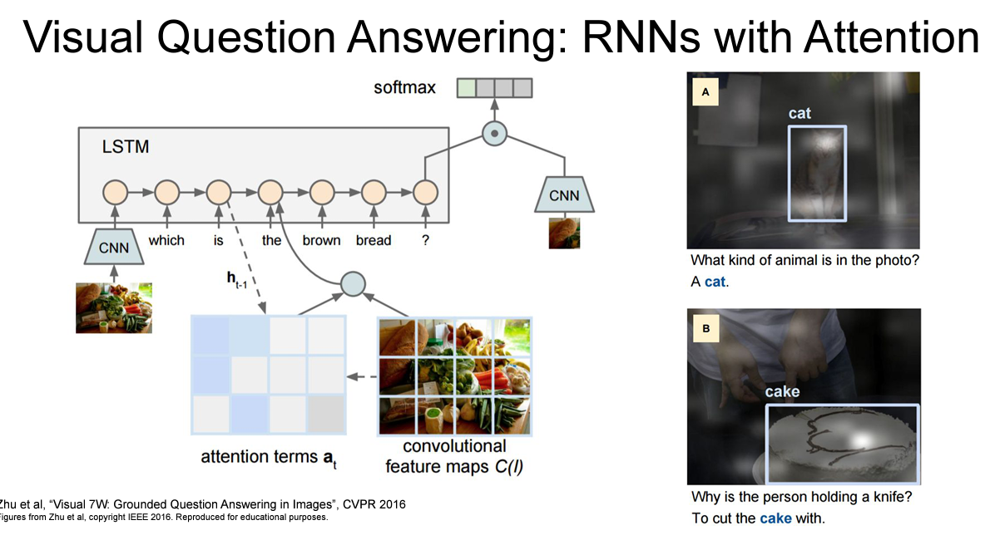 Visual Question Answering: RNNs with Attention
softmax
LSTM
CNN
which
is
the
brown
bread
?
CNN
h t-1
attention terms a t
convolutional
feature maps C(I)
A
cat
What kind of animal is in the photo?
A cat.
B
cake
Why is the person holding a knife?
To cut the cake with.
Zhu et al, “Visual 7W: Grounded Question Answering in Images”, CVPR 2016
Figures from Zhu et al, copyright IEEE 2016. Reproduced for educational purposes.